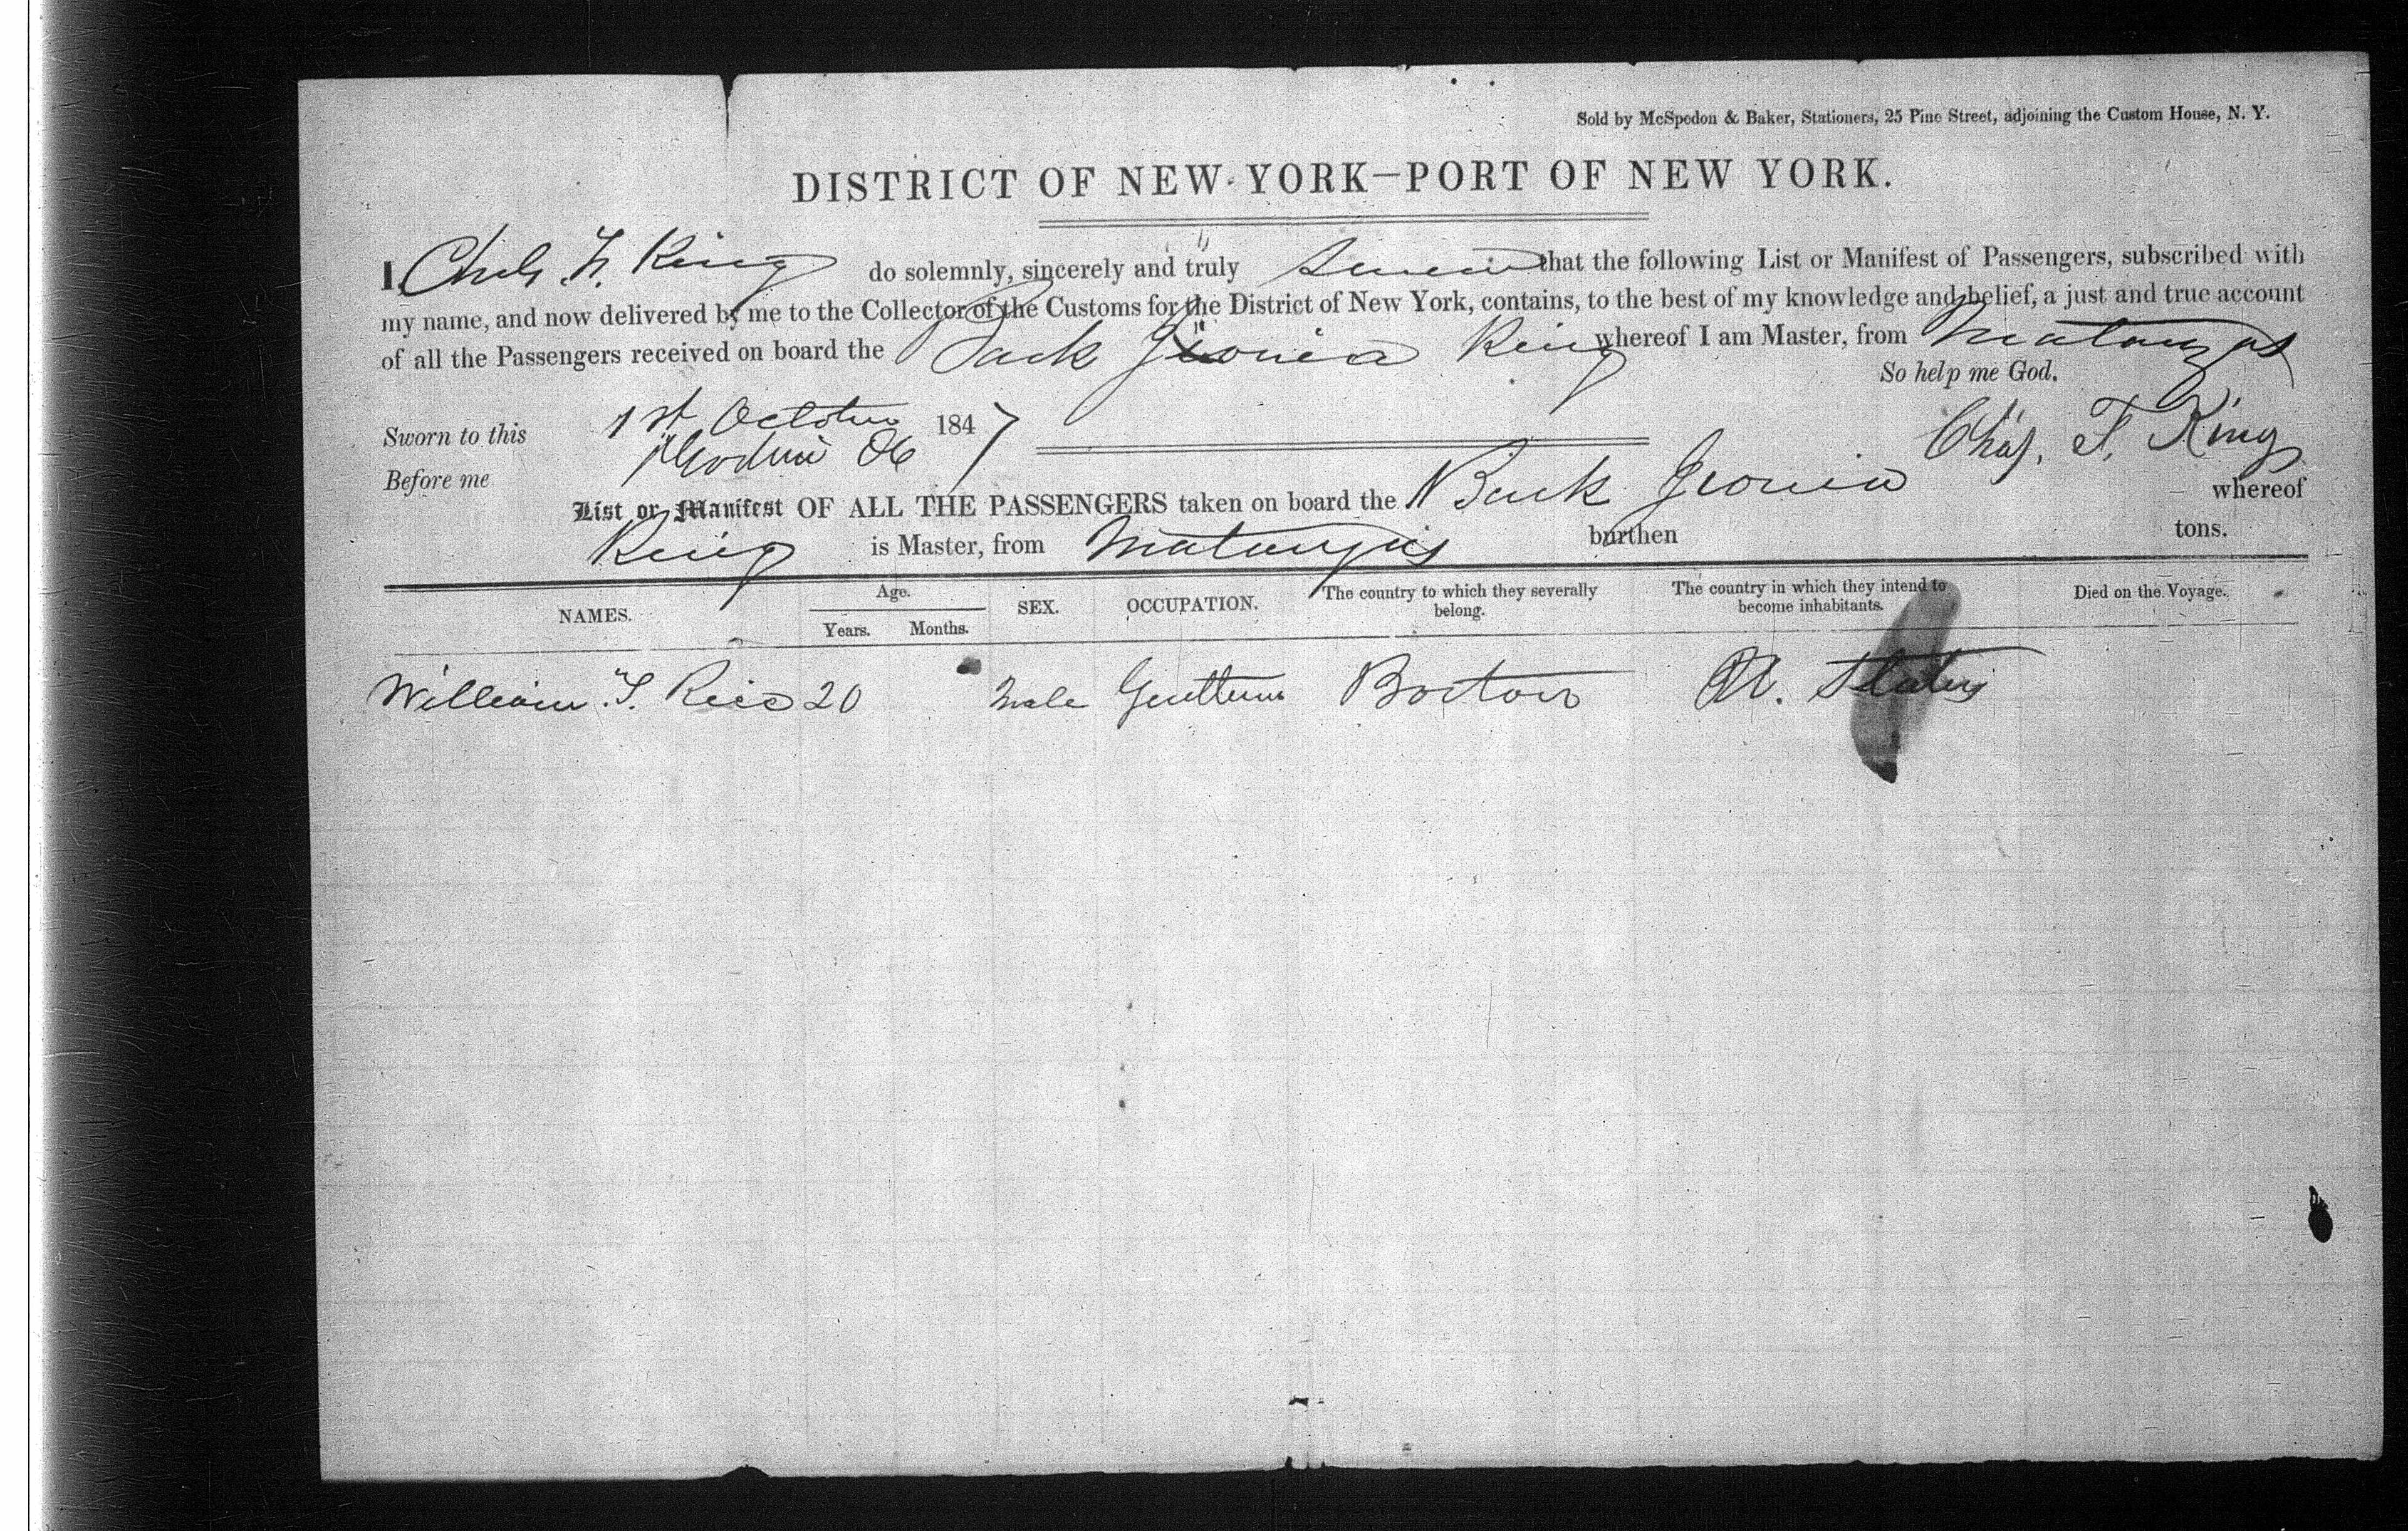 Sold by McSpedon & Baker, Stationers, 25 Pine Street, adjoining the Custom House, N. Y.
DISTRICT OF NEW YORK—PORT OF NEW YORK.
I, Chas F. King do solemnly, sincerely and truly Swear that the following List or Manifest of Passengers, subscribed with
my name, and now delivered by me to the Collector of the Customs for the District of New York, contains, to the best of my knowledge and belief, a just and true account
of all the Passengers received on board the Bark King whereof I am Master, from Matanzas
So help me God.
Sworn to this 1st October 1847
Chas. F. King
Before me
List or Manifest OF ALL THE PASSENGERS taken on board the Bark whereof
King is Master, from Matanzas burthen tons.
NAMES. Age. Years. Months. SEX. OCCUPATION. The country to which they severally belong. The country in which they intend to become inhabitants. Died on the Voyage.
William 20 Male Boston U. States